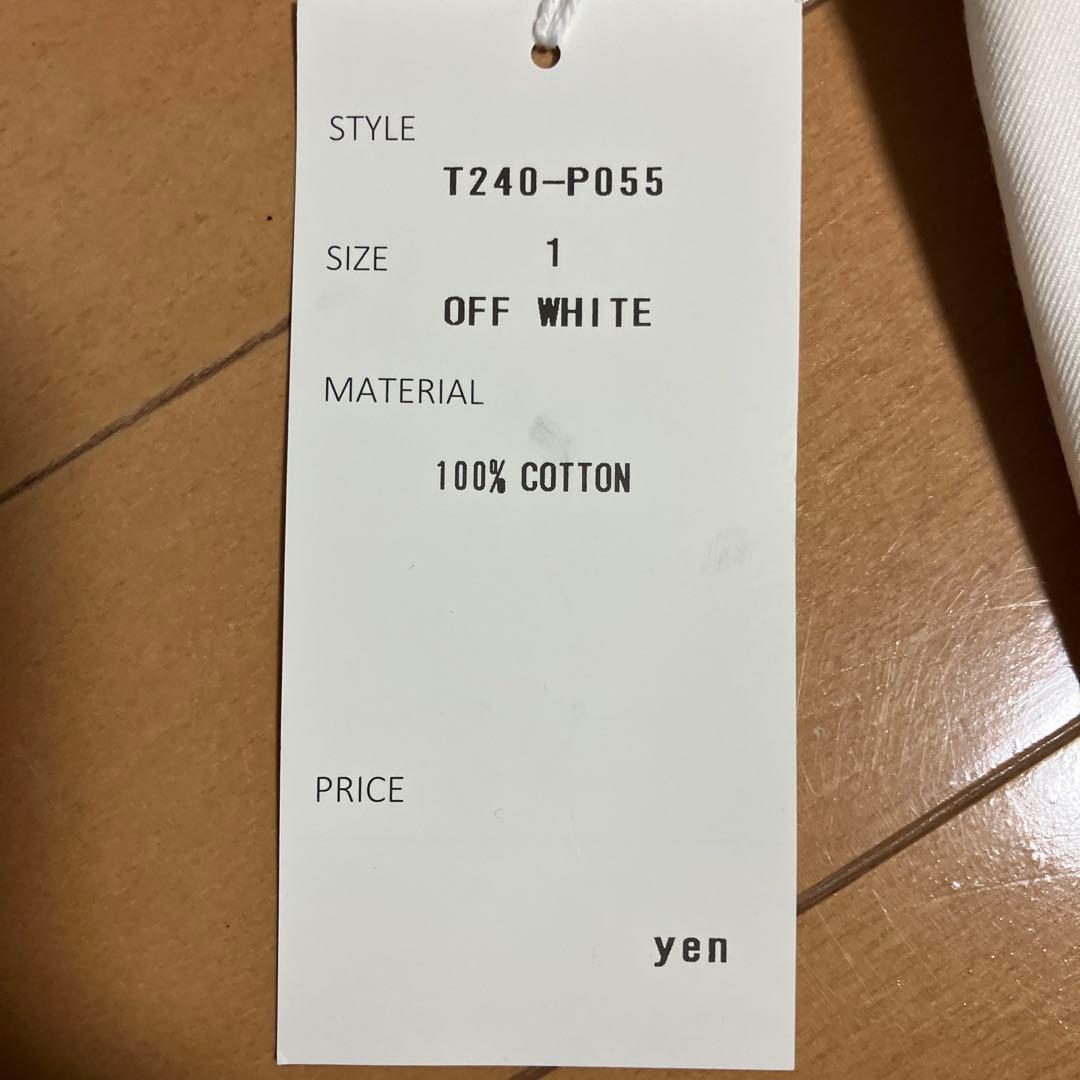 STYLE
T240-P055
SIZE 1
OFF WHITE
MATERIAL
100% COTTON
PRICE
yen